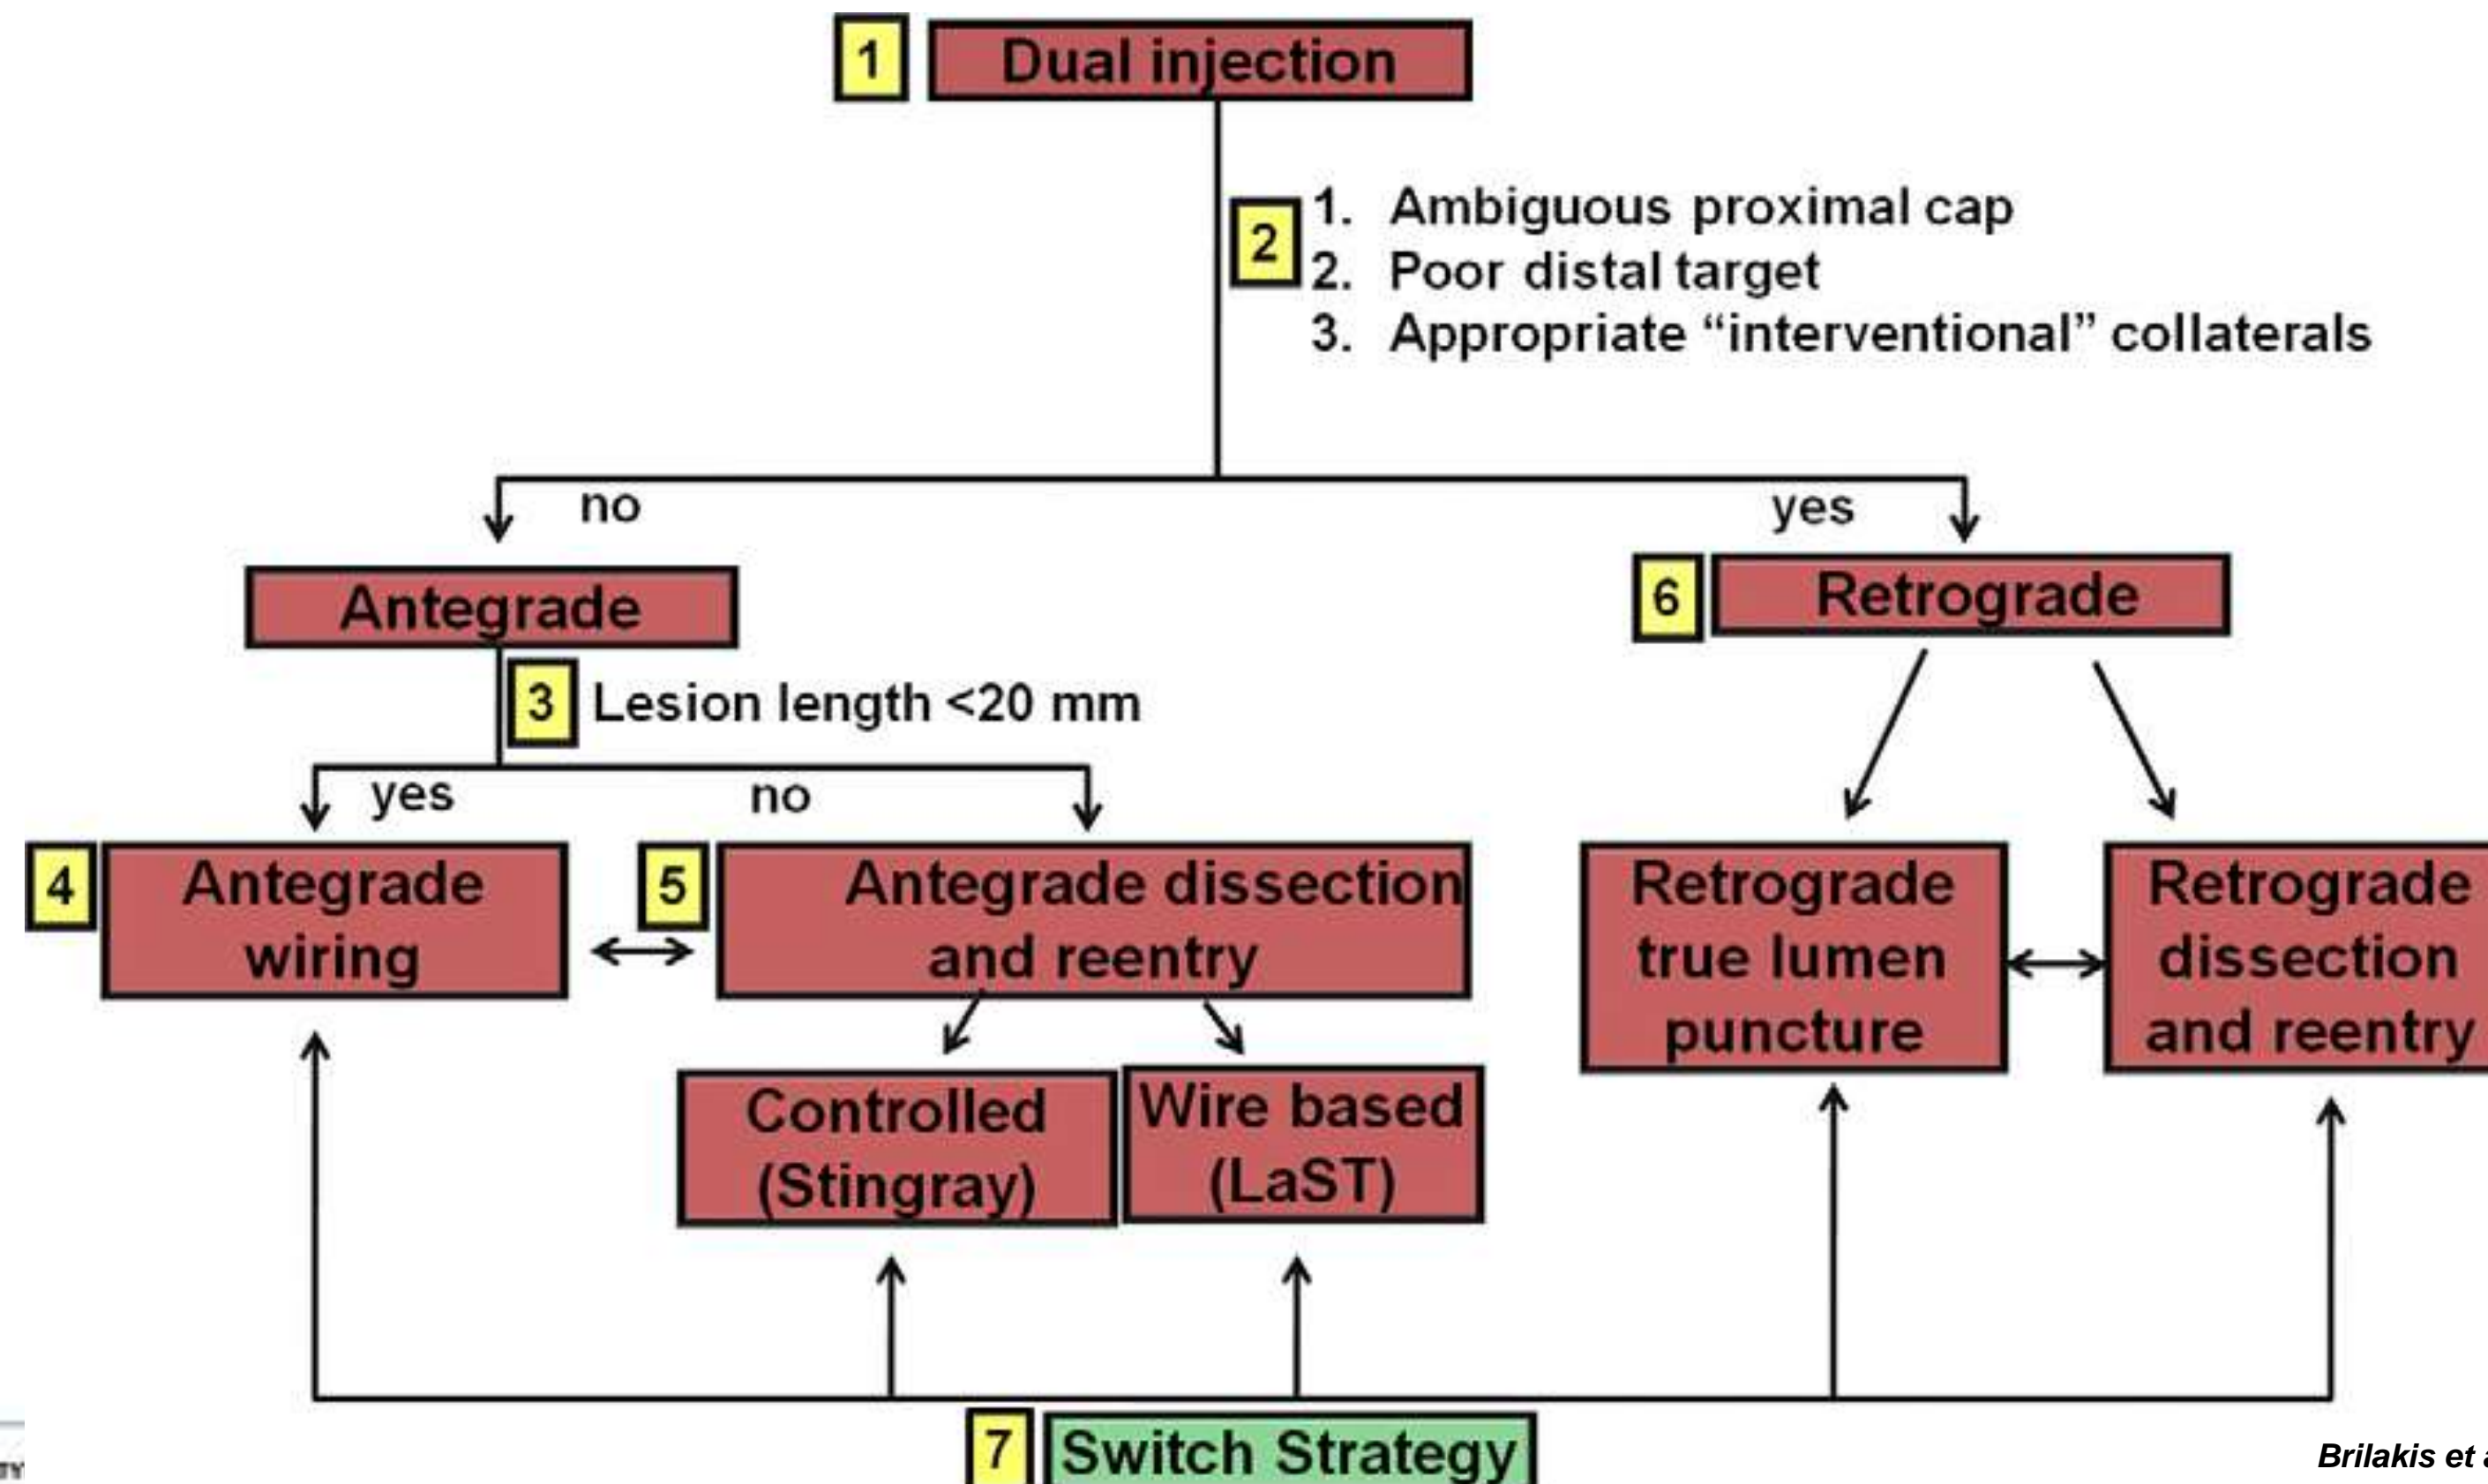 1 Dual injection
2
1. Ambiguous proximal cap
2. Poor distal target
3. Appropriate “interventional” collaterals
no
yes
Antegrade
6 Retrograde
3 Lesion length <20 mm
yes
no
4 Antegrade
wiring
5 Antegrade dissection
and reentry
Retrograde
true lumen
puncture
Retrograde
dissection
and reentry
Controlled
(Stingray)
Wire based
(LaST)
7 Switch Strategy
Brilakis et